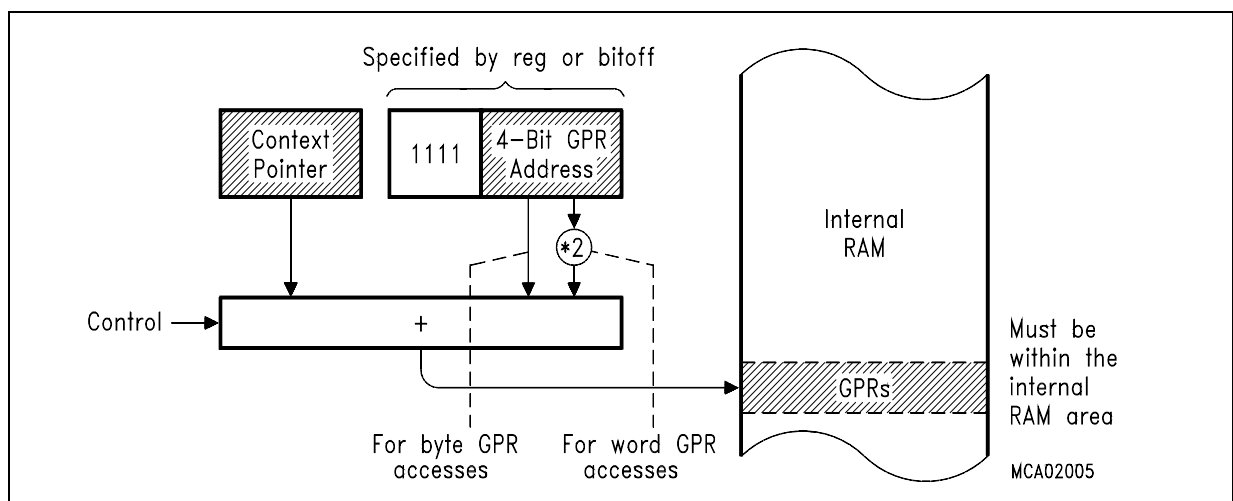 Specified by reg or bitoff
Context
Pointer
1111
4-Bit GPR
Address
*2
Internal
RAM
Control
+
Must be
within the
internal
RAM area
GPRs
For byte GPR
accesses
For word GPR
accesses
MCA02005